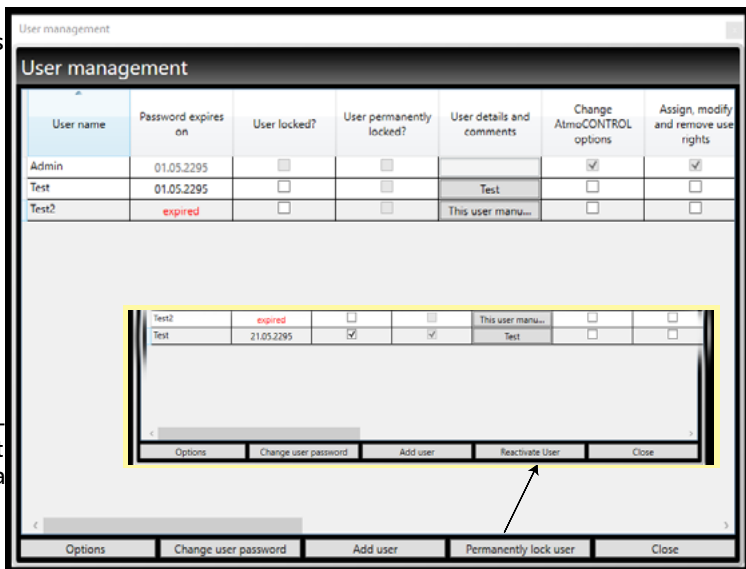 User management
s
User management
User name
Password expires on
User locked?
User permanently locked?
User details and comments
Change AtmoCONTROL options
Assign, modify and remove use rights
Admin 01.05.2295
Test 01.05.2295 Test
Test2 expired This user manu...
Test2 expired This user manu...
Test 21.05.2295 Test
t
a
Options Change user password Add user Reactivate User Close
Options Change user password Add user Permanently lock user Close